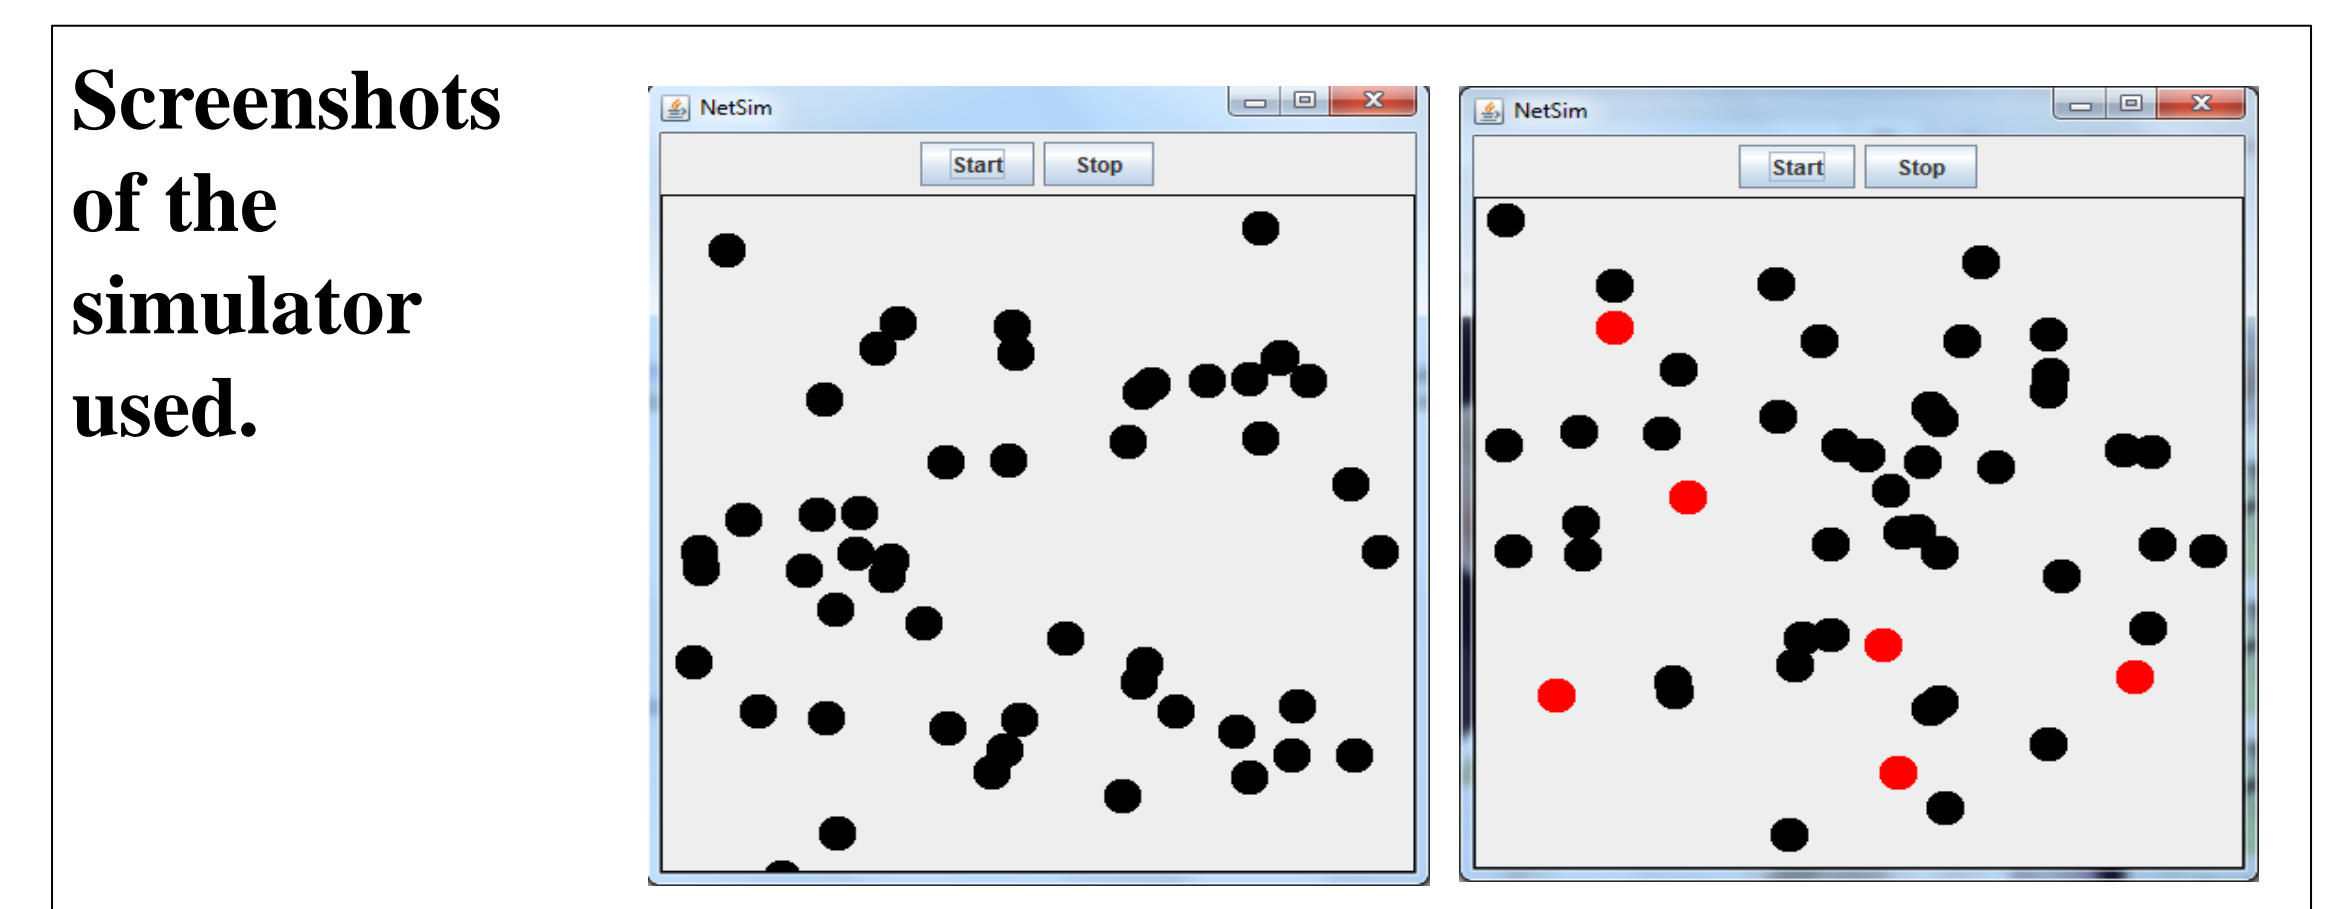 Screenshots
of the
simulator
used.
NetSim
Start Stop
NetSim
Start Stop